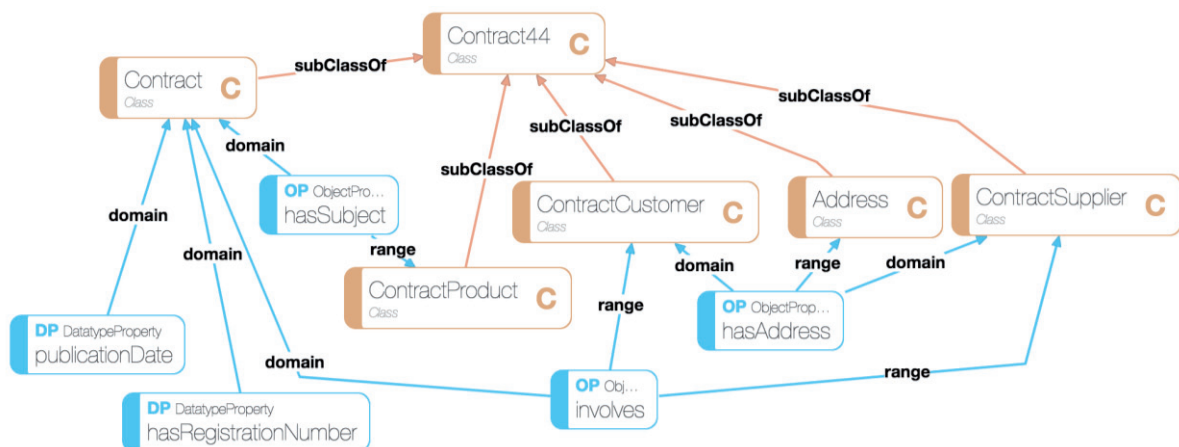 Contract44
Class
C
Contract
Class
C
subClassOf
subClassOf
subClassOf
subClassOf
subClassOf
domain
OP ObjectPro...
hasSubject
domain
domain
range
ContractProduct
Class
C
ContractCustomer
Class
C
Address
Class
C
ContractSupplier
Class
C
domain
range
domain
range
OP ObjectProp...
hasAddress
DP DatatypeProperty
publicationDate
domain
range
OP Obj...
involves
DP DatatypeProperty
hasRegistrationNumber